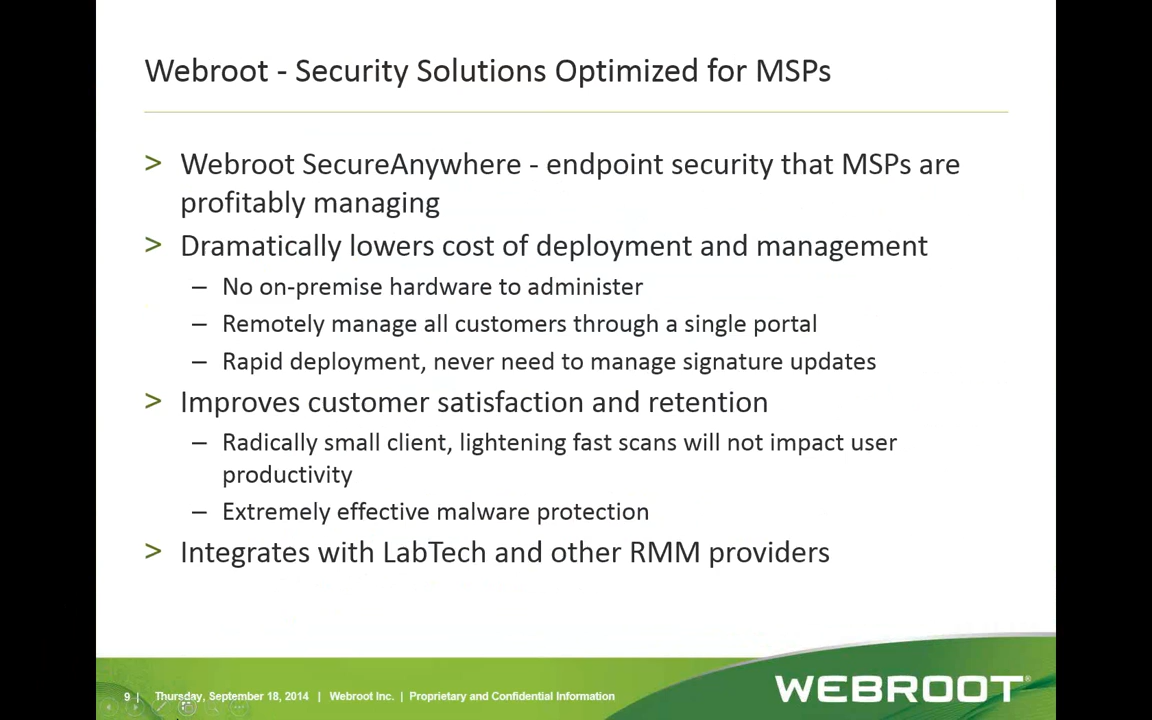 Webroot - Security Solutions Optimized for MSPs
> Webroot SecureAnywhere - endpoint security that MSPs are
profitably managing
> Dramatically lowers cost of deployment and management
– No on-premise hardware to administer
– Remotely manage all customers through a single portal
– Rapid deployment, never need to manage signature updates
> Improves customer satisfaction and retention
– Radically small client, lightening fast scans will not impact user
productivity
– Extremely effective malware protection
> Integrates with LabTech and other RMM providers
9 | Thursday, September 18, 2014 | Webroot Inc. | Proprietary and Confidential Information
WEBROOT®